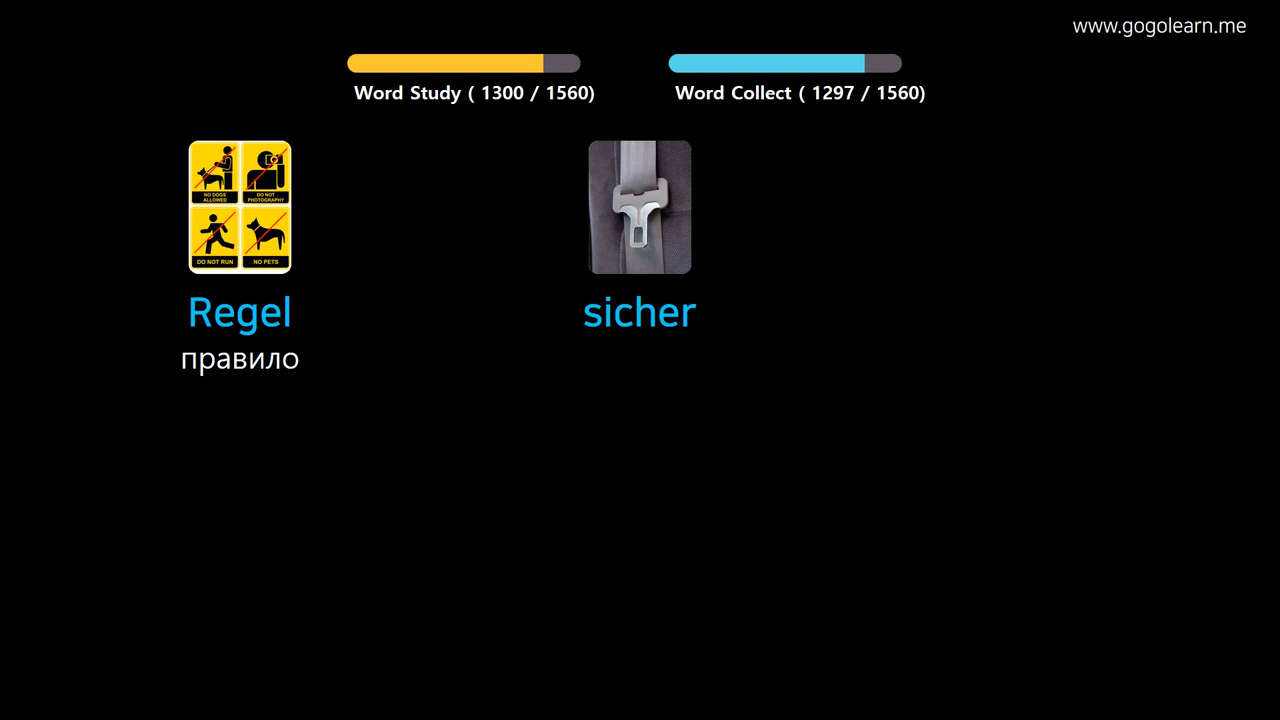 www.gogolearn.me
Word Study ( 1300 / 1560)
Word Collect ( 1297 / 1560)
NO DOGS
ALLOWED
DO NOT
PHOTOGRAPHY
DO NOT RUN
NO PETS
Regel
sicher
правило